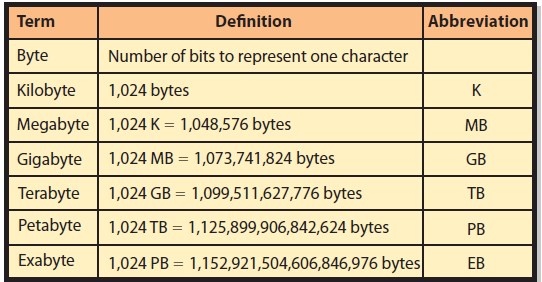 Term Definition Abbreviation
Byte Number of bits to represent one character
Kilobyte 1,024 bytes K
Megabyte 1,024 K = 1,048,576 bytes MB
Gigabyte 1,024 MB = 1,073,741,824 bytes GB
Terabyte 1,024 GB = 1,099,511,627,776 bytes TB
Petabyte 1,024 TB = 1,125,899,906,842,624 bytes PB
Exabyte 1,024 PB = 1,152,921,504,606,846,976 bytes EB